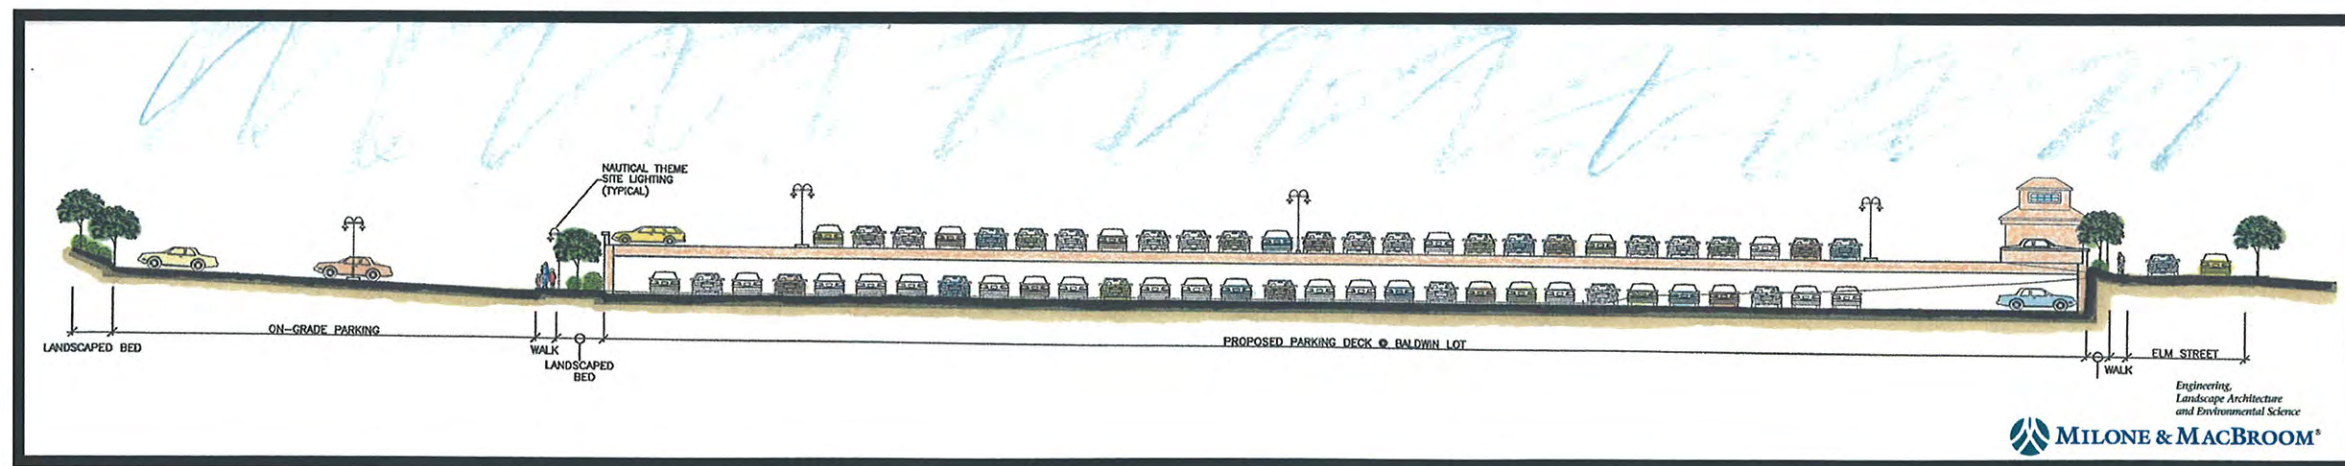 NAUTICAL THEME
SITE LIGHTING
(TYPICAL)
LANDSCAPED BED
ON-GRADE PARKING
WALK
LANDSCAPED
BED
PROPOSED PARKING DECK @ BALDWIN LOT
WALK
ELM STREET
Engineering,
Landscape Architecture
and Environmental Science
MILONE & MACBROOM®